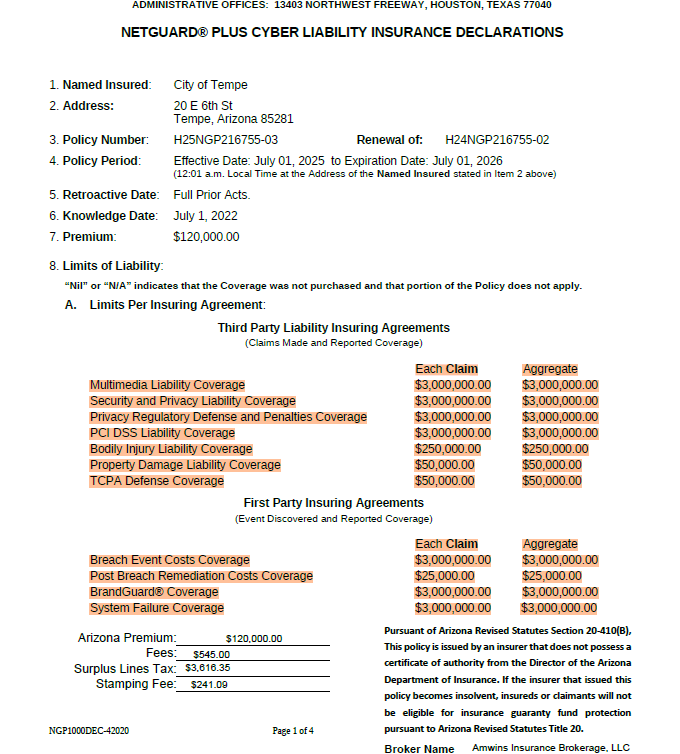 ADMINISTRATIVE OFFICES: 13403 NORTHWEST FREEWAY, HOUSTON, TEXAS 77040
NETGUARD® PLUS CYBER LIABILITY INSURANCE DECLARATIONS
1. Named Insured: City of Tempe
2. Address: 20 E 6th St
Tempe, Arizona 85281
3. Policy Number: H25NGP216755-03 Renewal of: H24NGP216755-02
4. Policy Period: Effective Date: July 01, 2025 to Expiration Date: July 01, 2026
(12:01 a.m. Local Time at the Address of the Named Insured stated in Item 2 above)
5. Retroactive Date: Full Prior Acts.
6. Knowledge Date: July 1, 2022
7. Premium: $120,000.00
8. Limits of Liability:
“Nil” or “N/A” indicates that the Coverage was not purchased and that portion of the Policy does not apply.
A. Limits Per Insuring Agreement:
Third Party Liability Insuring Agreements
(Claims Made and Reported Coverage)
Each Claim Aggregate
Multimedia Liability Coverage $3,000,000.00 $3,000,000.00
Security and Privacy Liability Coverage $3,000,000.00 $3,000,000.00
Privacy Regulatory Defense and Penalties Coverage $3,000,000.00 $3,000,000.00
PCI DSS Liability Coverage $3,000,000.00 $3,000,000.00
Bodily Injury Liability Coverage $250,000.00 $250,000.00
Property Damage Liability Coverage $50,000.00 $50,000.00
TCPA Defense Coverage $50,000.00 $50,000.00
First Party Insuring Agreements
(Event Discovered and Reported Coverage)
Each Claim Aggregate
Breach Event Costs Coverage $3,000,000.00 $3,000,000.00
Post Breach Remediation Costs Coverage $25,000.00 $25,000.00
BrandGuard® Coverage $3,000,000.00 $3,000,000.00
System Failure Coverage $3,000,000.00 $3,000,000.00
Arizona Premium: $120,000.00
Fees: $545.00
Surplus Lines Tax: $3,616.35
Stamping Fee: $241.09
Pursuant of Arizona Revised Statutes Section 20-410(B),
This policy is issued by an insurer that does not possess a
certificate of authority from the Director of the Arizona
Department of Insurance. If the insurer that issued this
policy becomes insolvent, insureds or claimants will not
be eligible for insurance guaranty fund protection
pursuant to Arizona Revised Statutes Title 20.
NGP1000DEC-42020 Page 1 of 4
Broker Name Amwins Insurance Brokerage, LLC